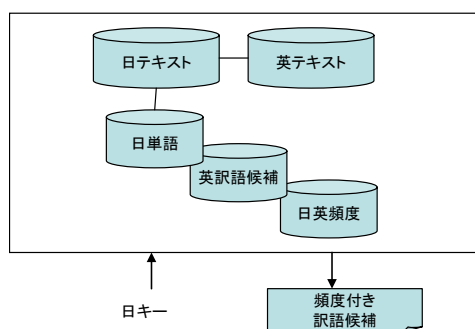 日テキスト
英テキスト
日単語
英訳語候補
日英頻度
日キー
頻度付き
訳語候補